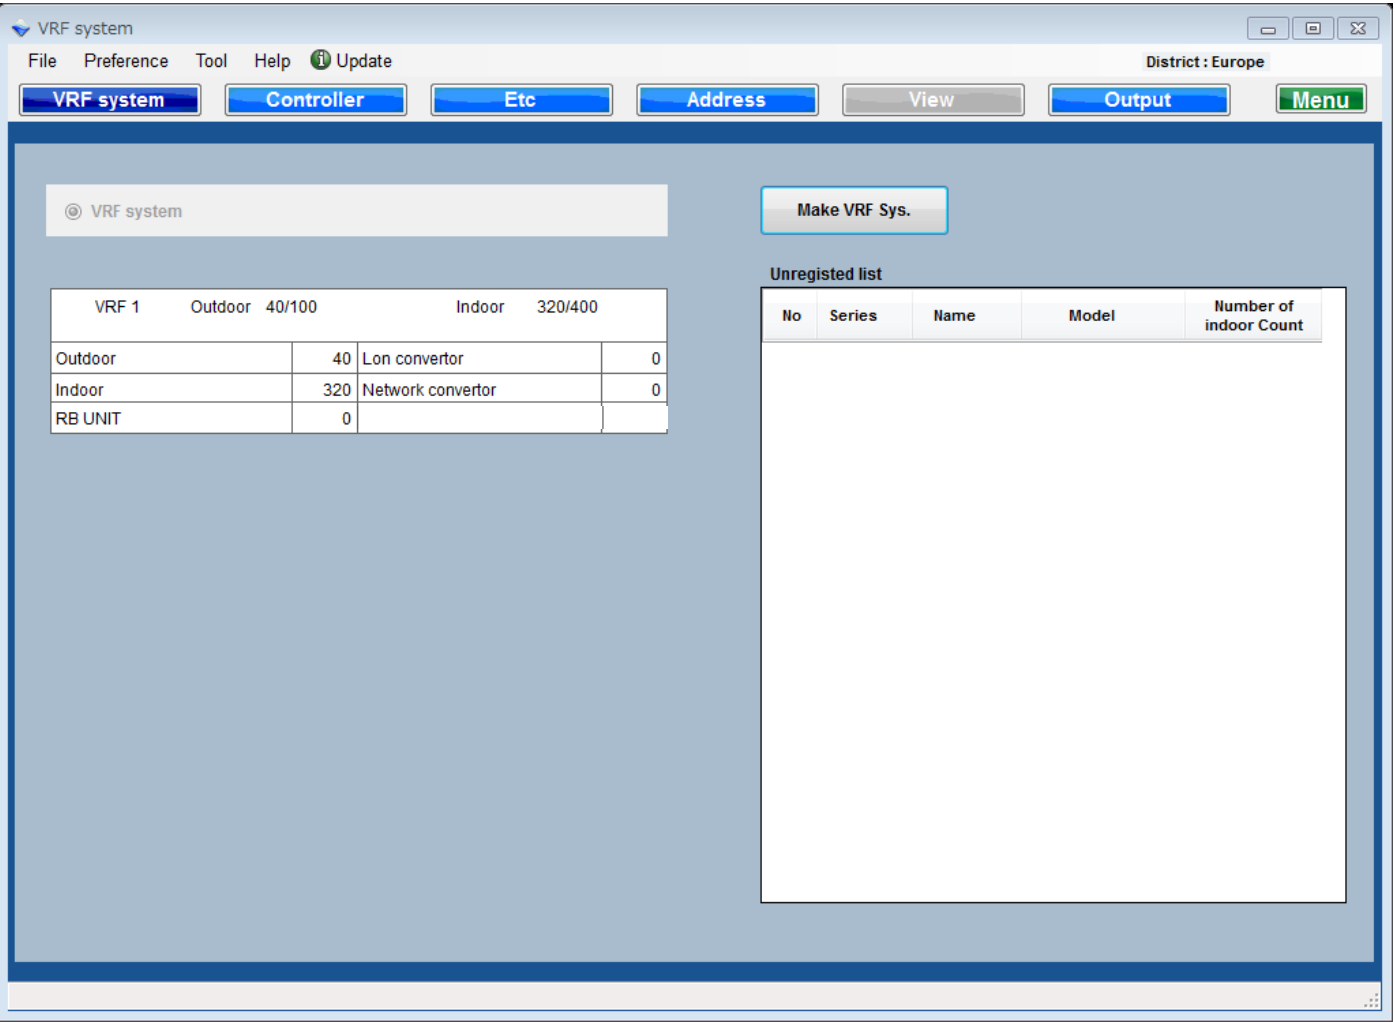 VRF system
File Preference Tool Help Update District : Europe
VRF system Controller Etc Address View Output Menu
VRF system
Make VRF Sys.
Unregisted list
VRF 1 Outdoor 40/100 Indoor 320/400
No Series Name Model Number of indoor Count
Outdoor 40 Lon convertor 0
Indoor 320 Network convertor 0
RB UNIT 0